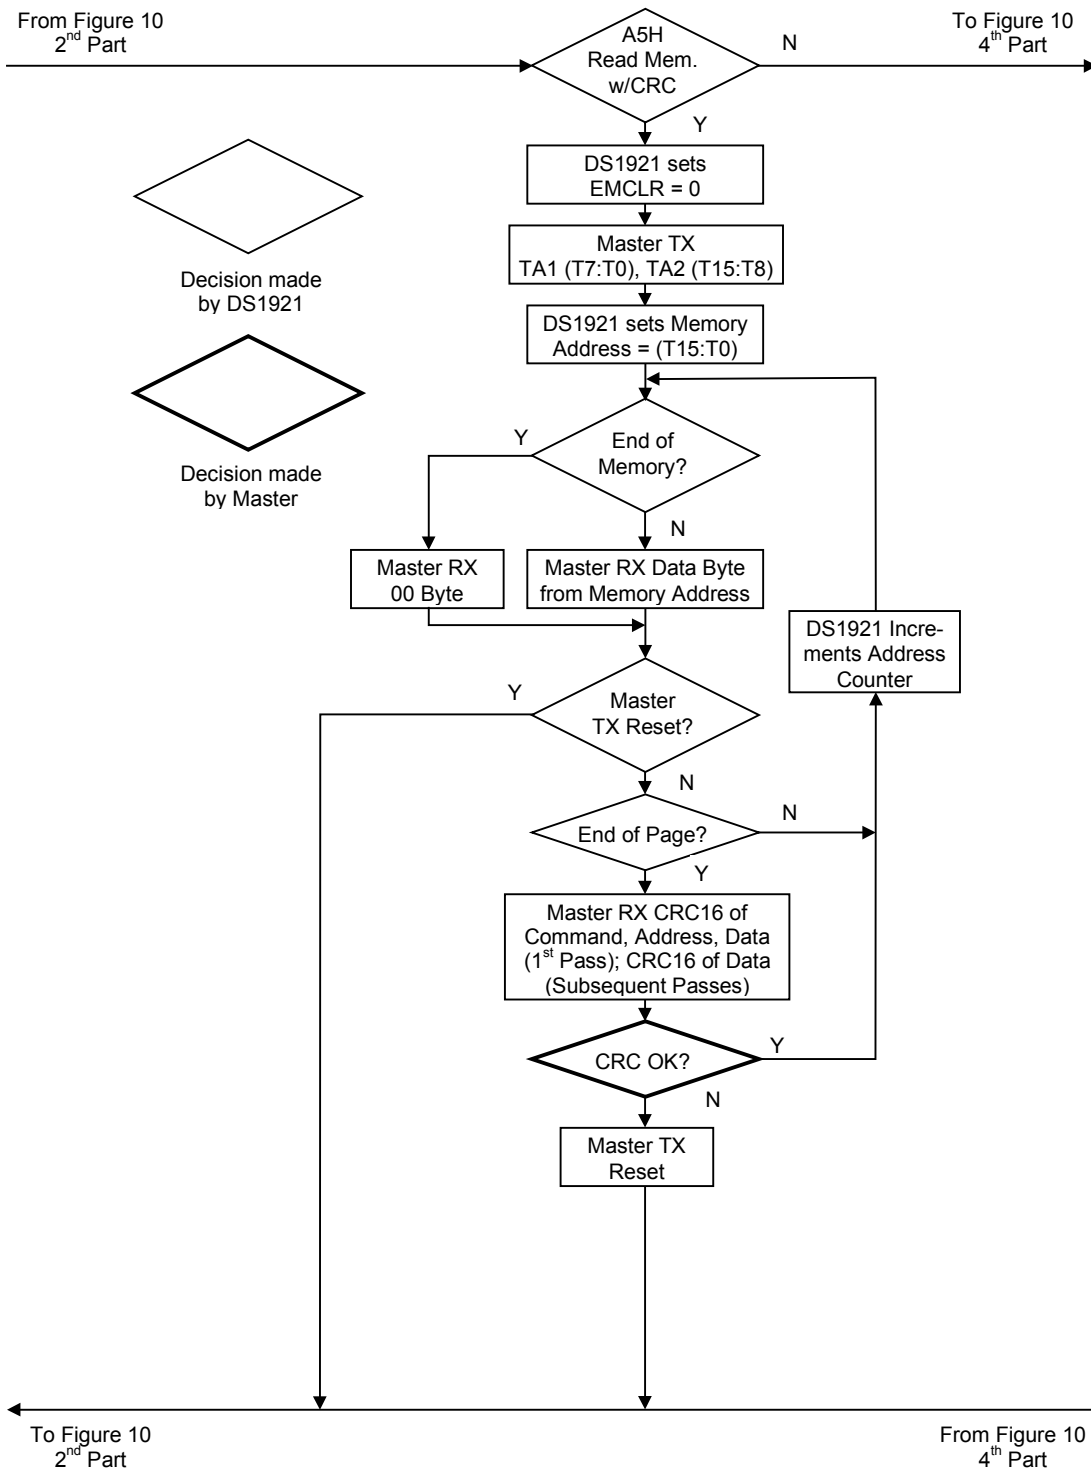 From Figure 10
2nd Part
To Figure 10
4th Part
A5H
Read Mem.
w/CRC
N
Y
DS1921 sets
EMCLR = 0
Master TX
TA1 (T7:T0), TA2 (T15:T8)
Decision made
by DS1921
DS1921 sets Memory
Address = (T15:T0)
Y
End of
Memory?
Decision made
by Master
N
Master RX
00 Byte
Master RX Data Byte
from Memory Address
DS1921 Incre-
ments Address
Counter
Y
Master
TX Reset?
N
End of Page?
N
Y
Master RX CRC16 of
Command, Address, Data
(1st Pass); CRC16 of Data
(Subsequent Passes)
CRC OK?
Y
N
Master TX
Reset
To Figure 10
2nd Part
From Figure 10
4th Part